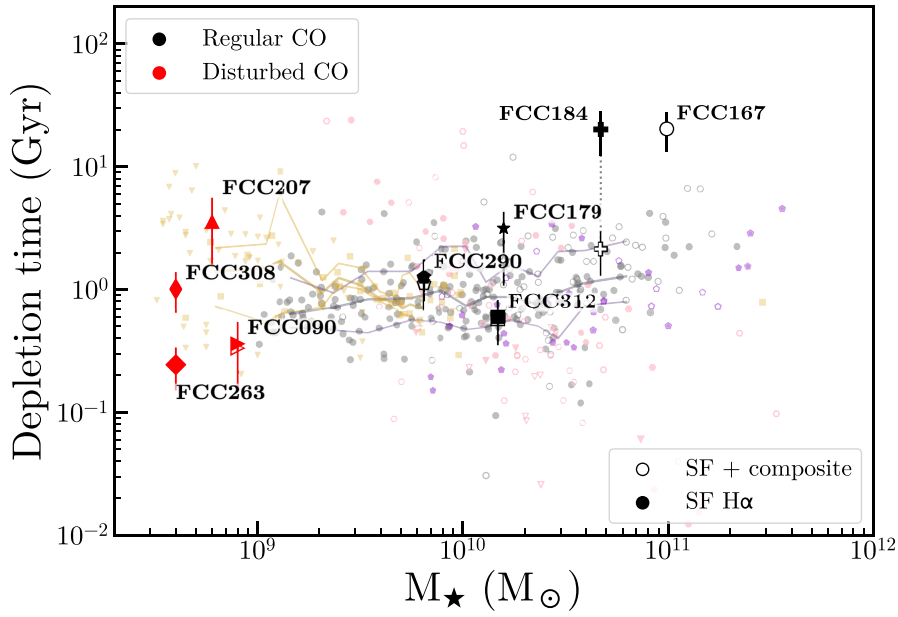 Regular CO
Disturbed CO
FCC184
FCC167
FCC207
FCC179
FCC308
FCC290
FCC312
FCC090
FCC263
SF + composite
SF Hα
Depletion time (Gyr)
10²
10¹
10⁰
10⁻¹
10⁻²
10⁹
10¹⁰
10¹¹
10¹²
M★ (M⊙)